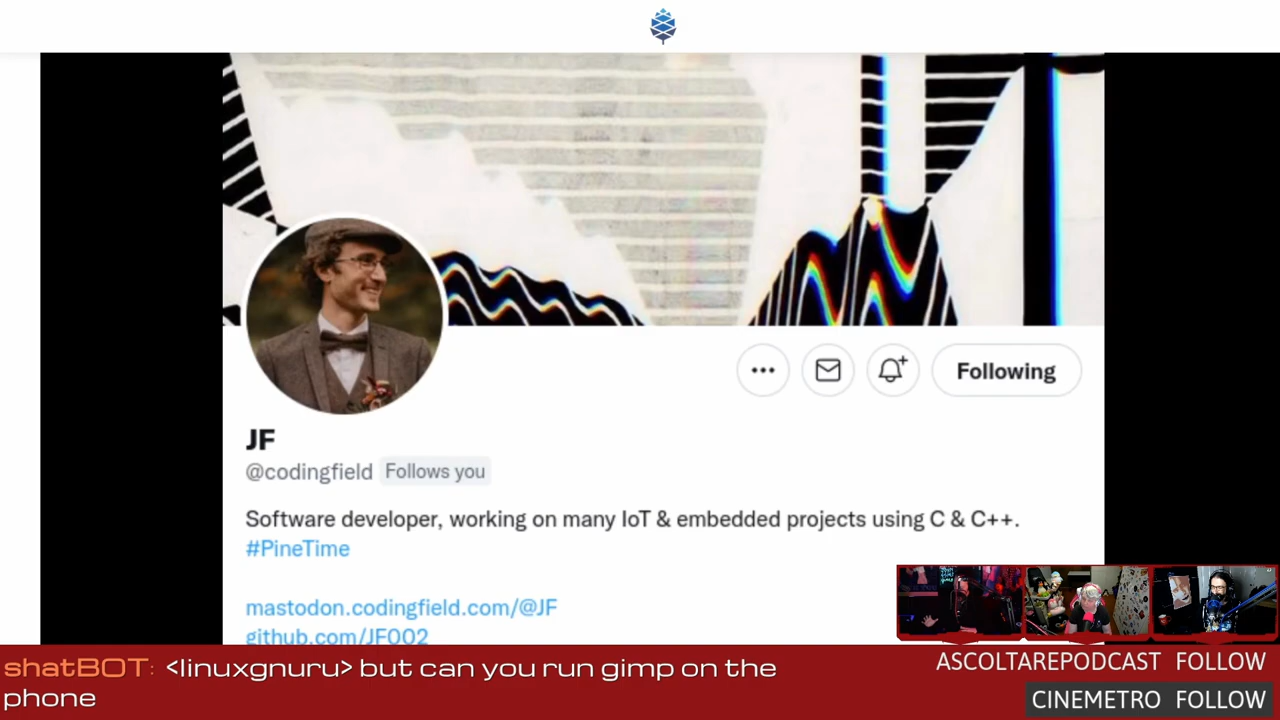 Following
JF
@codingfield Follows you
Software developer, working on many IoT & embedded projects using C & C++.
#PineTime
mastodon.codingfield.com/@JF
github.com/JF002
shatBOT: <linuxgnuru> but can you run gimp on the
phone
ASCOLTAREPODCAST FOLLOW
CINEMETRO FOLLOW